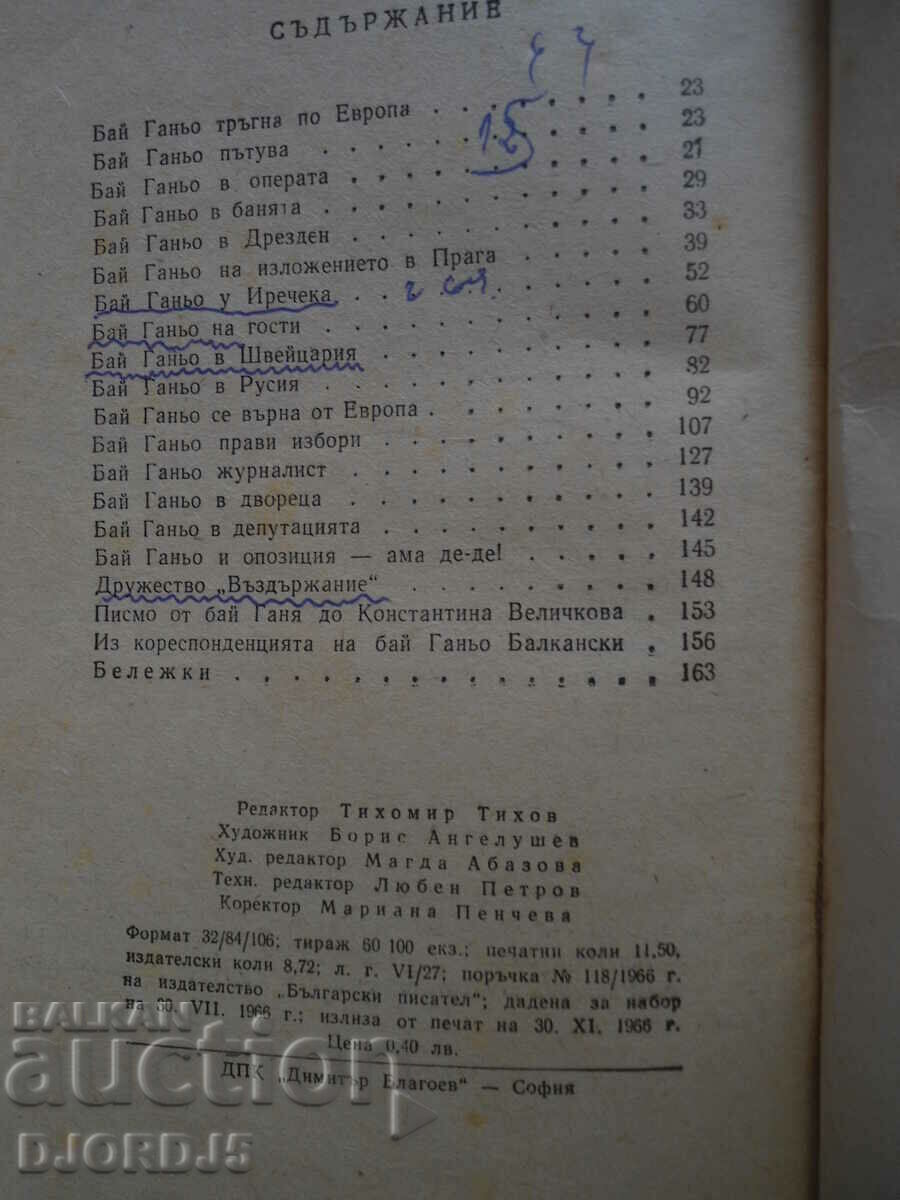 СЪДЪРЖАНИЕ
Бай Ганьо тръгна по Европа . . . . . . . 23
Бай Ганьо пътува . . . . . . . . . . . 23
15
Бай Ганьо в операта . . . . . . . . . . 21
Бай Ганьо в банята . . . . . . . . . . 29
Бай Ганьо в Дрезден . . . . . . . . . . 33
Бай Ганьо на изложението в Прага . . . . . 39
Бай Ганьо у Иречека . . . . . . . . . . 52
Бай Ганьо на гости . . . . . . . . . . 60
Бай Ганьо в Швейцария . . . . . . . . . 77
Бай Ганьо в Русия . . . . . . . . . . . 82
Бай Ганьо се върна от Европа . . . . . . . 92
Бай Ганьо прави избори . . . . . . . . . 107
Бай Ганьо журналист . . . . . . . . . . 127
Бай Ганьо в двореца . . . . . . . . . . 139
Бай Ганьо в депутацията . . . . . . . . . 142
Бай Ганьо и опозиция — ама де-де! . . . . . 145
Дружество „Въздържание“ . . . . . . . . 148
Писмо от бай Ганя до Константина Величкова . 153
Из кореспонденцията на бай Ганьо Балкански . 156
Бележки . . . . . . . . . . . . . . 163
Редактор Тихомир Тихов
Художник Борис Ангелушев
Худ. редактор Магда Абазова
Техн. редактор Любен Петров
Коректор Мариана Пенчева
Формат 32/84/106; тираж 60 100 екз.; печатни коли 11,50,
издателски коли 8,72; л. г. VI/27; поръчка № 118/1966 г.
на издателство „Български писател“; дадена за набор
на 30. VII. 1966 г.; излиза от печат на 30. XI. 1966 г.
Цена 0,40 лв.
ДПК „Димитър Благоев“ — София
BALKAN
auction
DJORDJ5